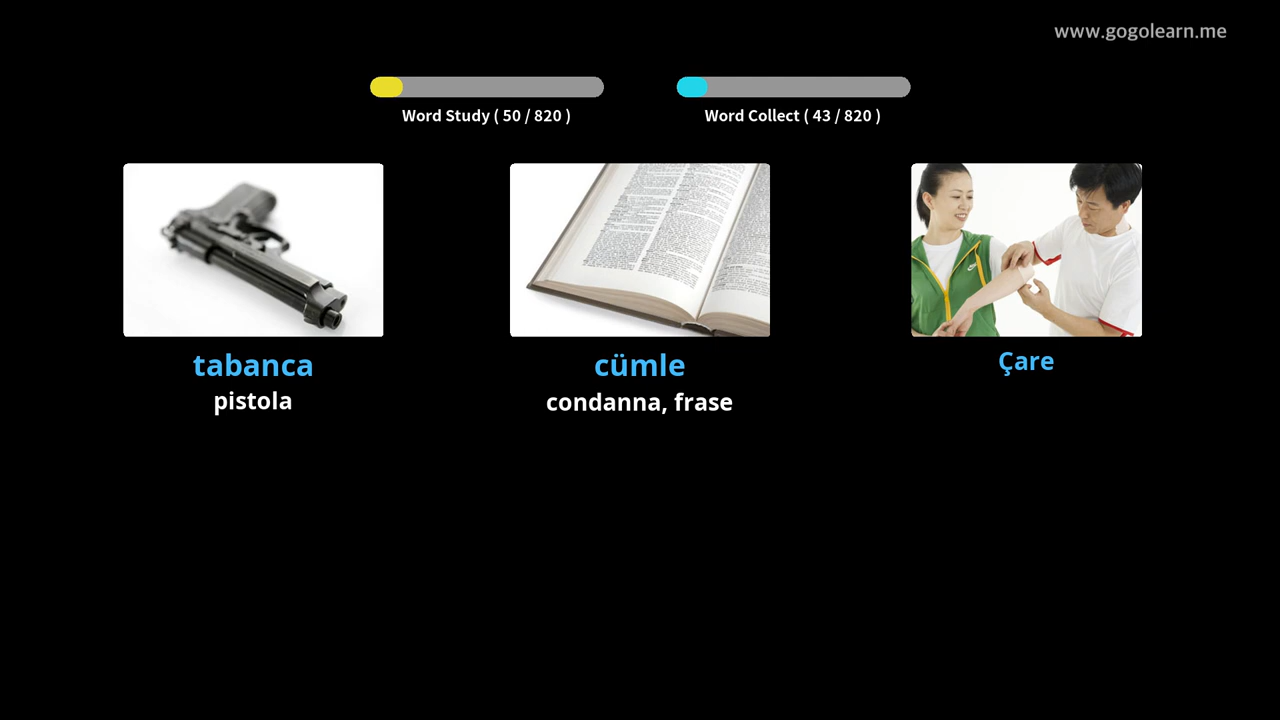 www.gogolearn.me
Word Study ( 50 / 820 )
Word Collect ( 43 / 820 )
tabanca
pistola
cümle
condanna, frase
Çare